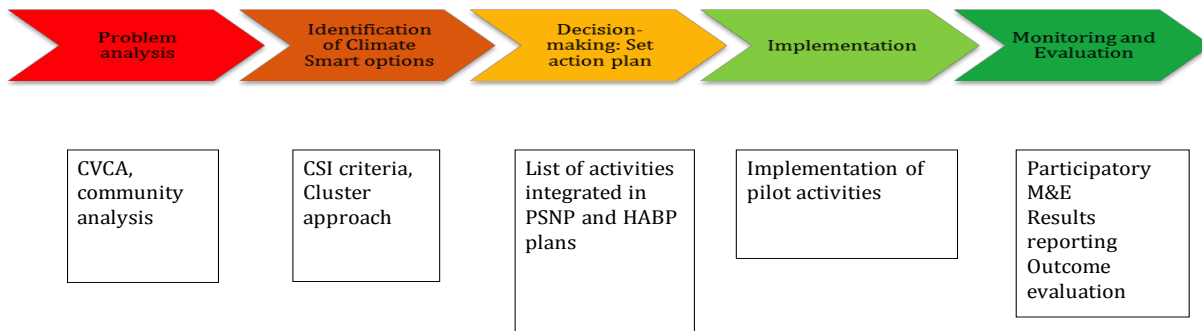 Problem
analysis
Identification
of Climate
Smart options
Decision-
making: Set
action plan
Implementation
Monitoring and
Evaluation
CVCA,
community
analysis
CSI criteria,
Cluster
approach
List of activities
integrated in
PSNP and HABP
plans
Implementation of
pilot activities
Participatory
M&E
Results
reporting
Outcome
evaluation